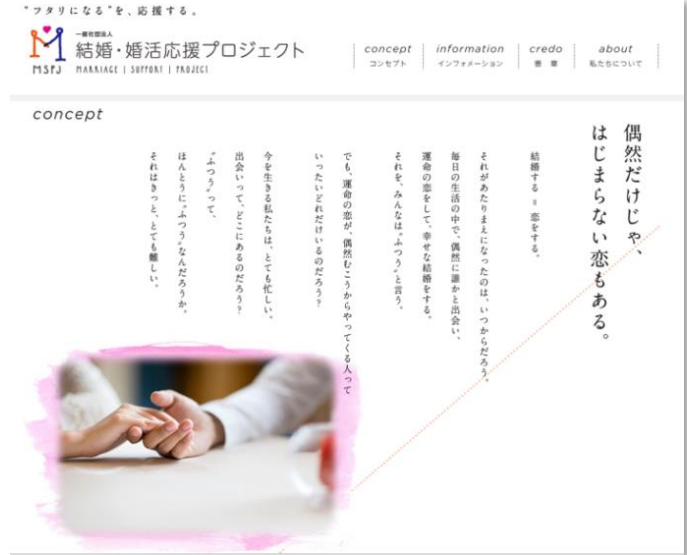 “フタリになる”を、応援する。
一般社団法人
結婚・婚活応援プロジェクト
MSPJ MARRIAGE | SUPPORT | PROJECT
concept
コンセプト
information
インフォメーション
credo
憲章
about
私たちについて
concept
偶然だけじゃ、
はじまらない恋もある。
結婚する = 恋をする。
それがあたりまえになったのは、いつからだろう。
毎日の生活の中で、偶然に誰かと出会い、
運命の恋をして、幸せな結婚をする。
それを、みんなは“ふつう”と言う。
でも、運命の恋が、偶然むこうからやってくる人って
いったいどれだけいるのだろう?
今を生きる私たちは、とても忙しい。
出会いって、どこにあるのだろう?
“ふつう”って、
ほんとうに“ふつう”なんだろうか。
それはきっと、とても難しい。